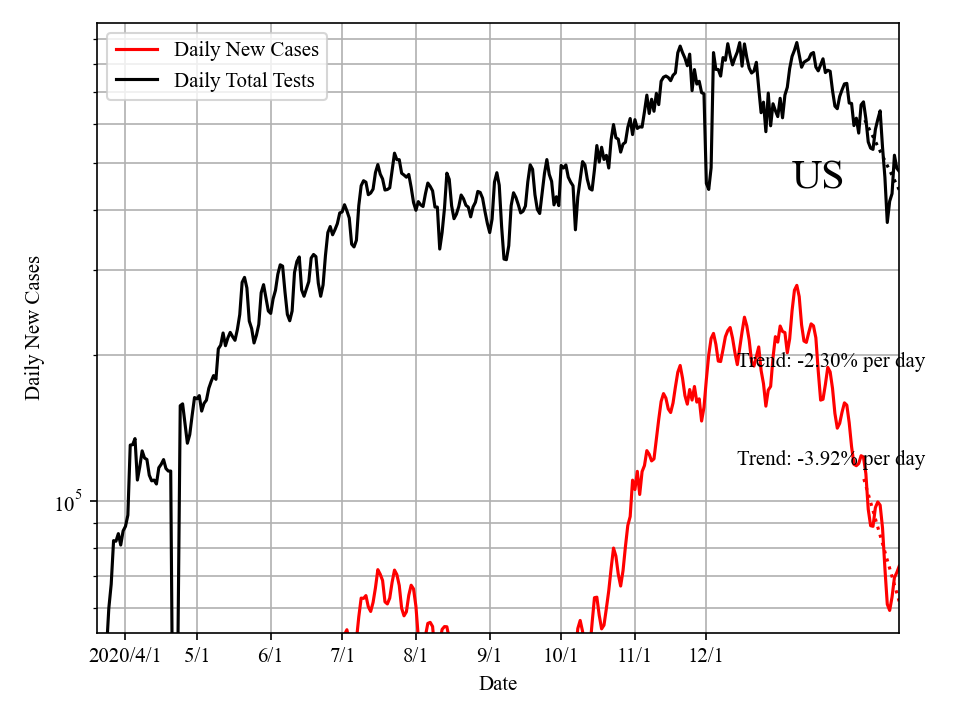 Daily New Cases
Daily Total Tests
US
Trend: -2.30% per day
Trend: -3.92% per day
Daily New Cases
10^5
2020/4/1 5/1 6/1 7/1 8/1 9/1 10/1 11/1 12/1
Date